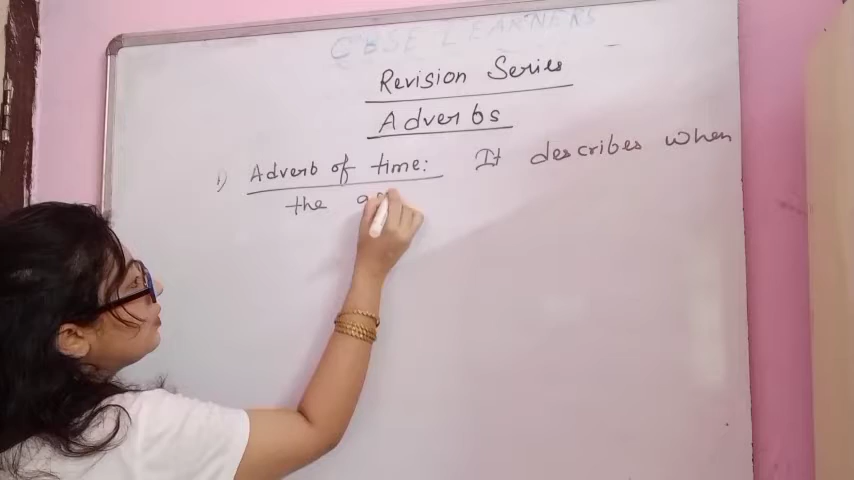 CBSE LEARNERS
Revision Series
Adverbs
1) Adverb of time: It describes when
the